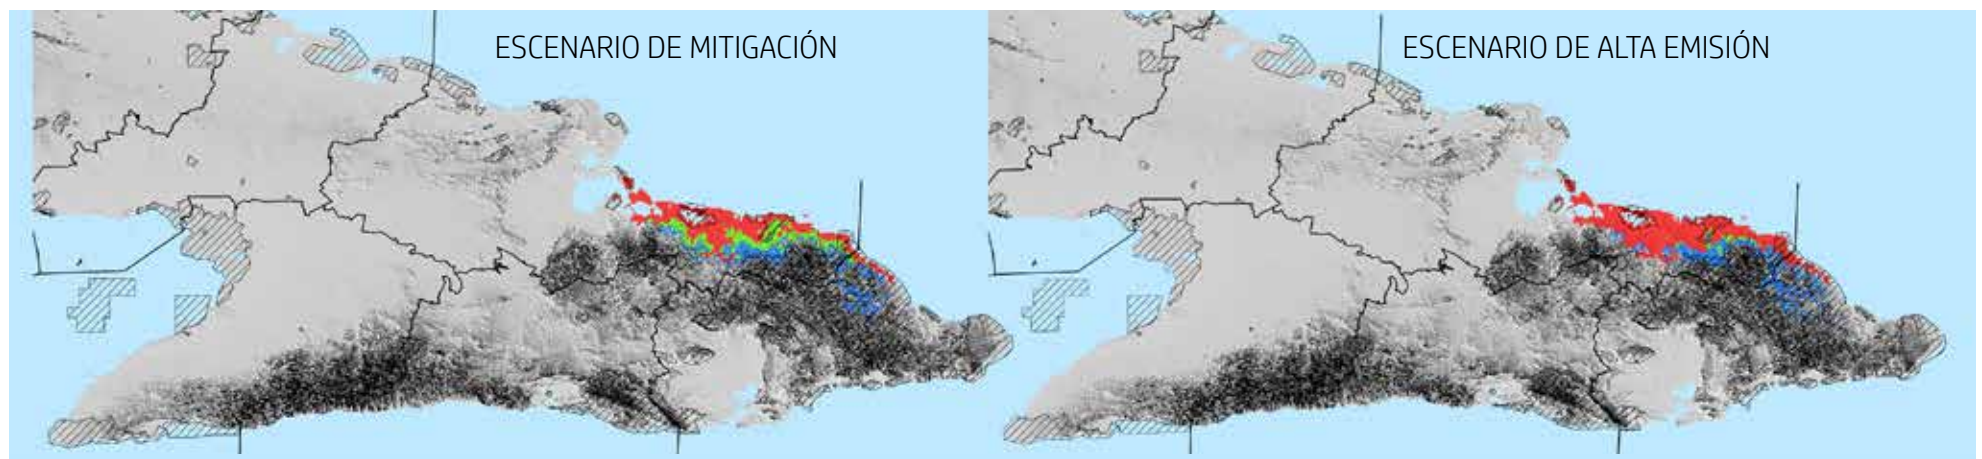 ESCENARIO DE MITIGACIÓN
ESCENARIO DE ALTA EMISIÓN